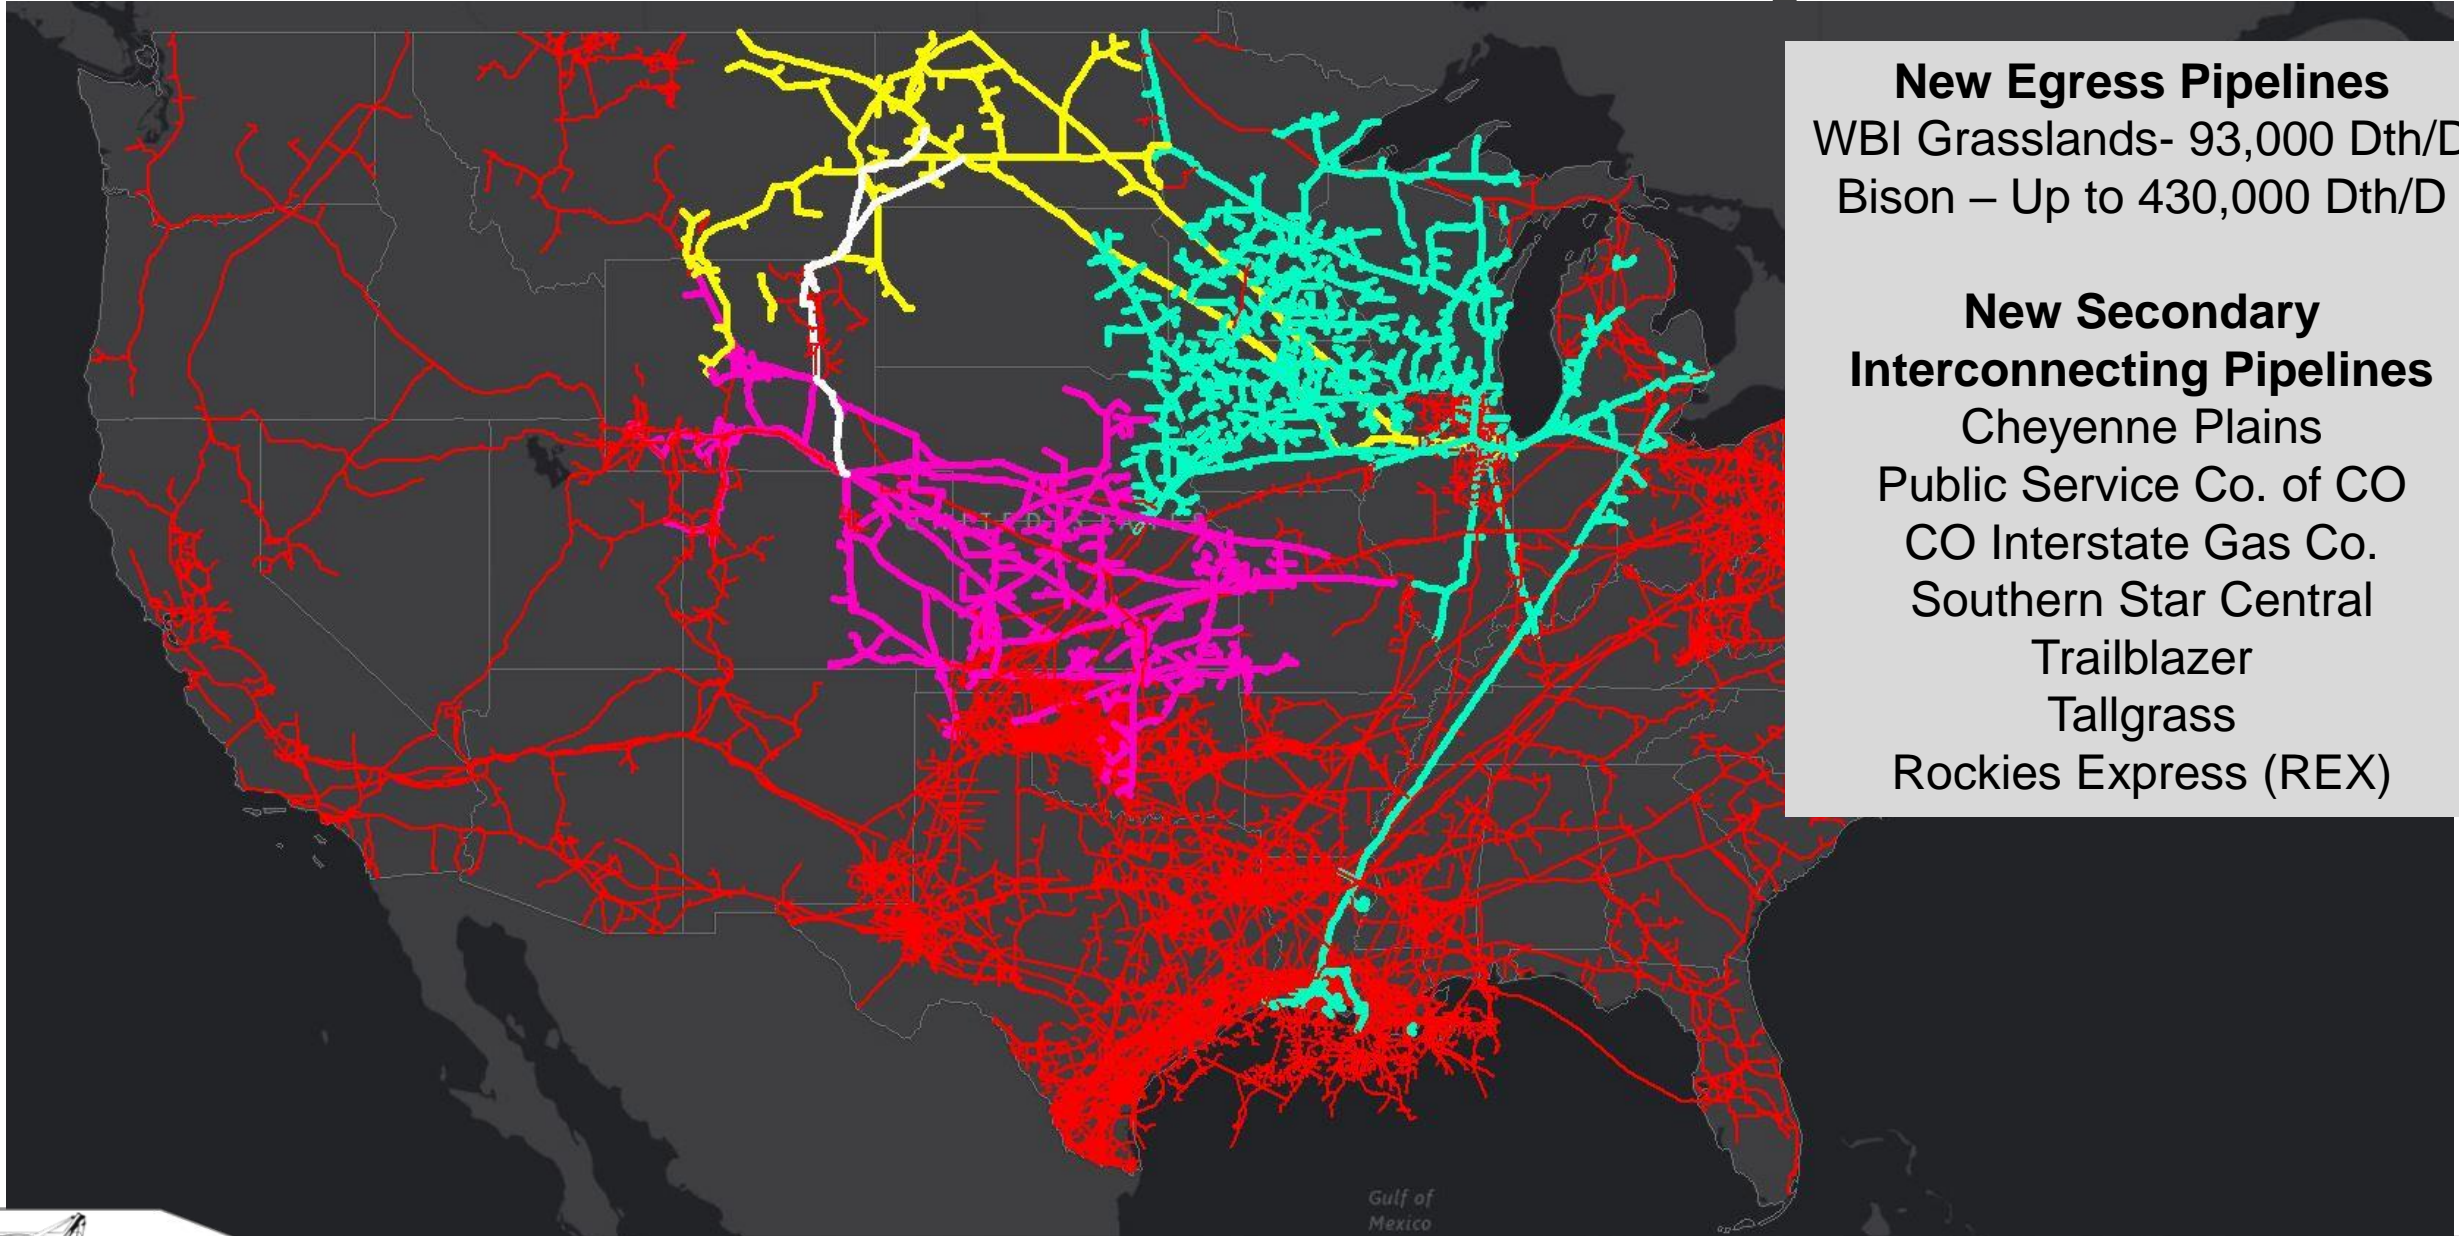 New Egress Pipelines
WBI Grasslands- 93,000 Dth/D
Bison – Up to 430,000 Dth/D
New Secondary
Interconnecting Pipelines
Cheyenne Plains
Public Service Co. of CO
CO Interstate Gas Co.
Southern Star Central
Trailblazer
Tallgrass
Rockies Express (REX)
UNITED STATES
Gulf of
Mexico